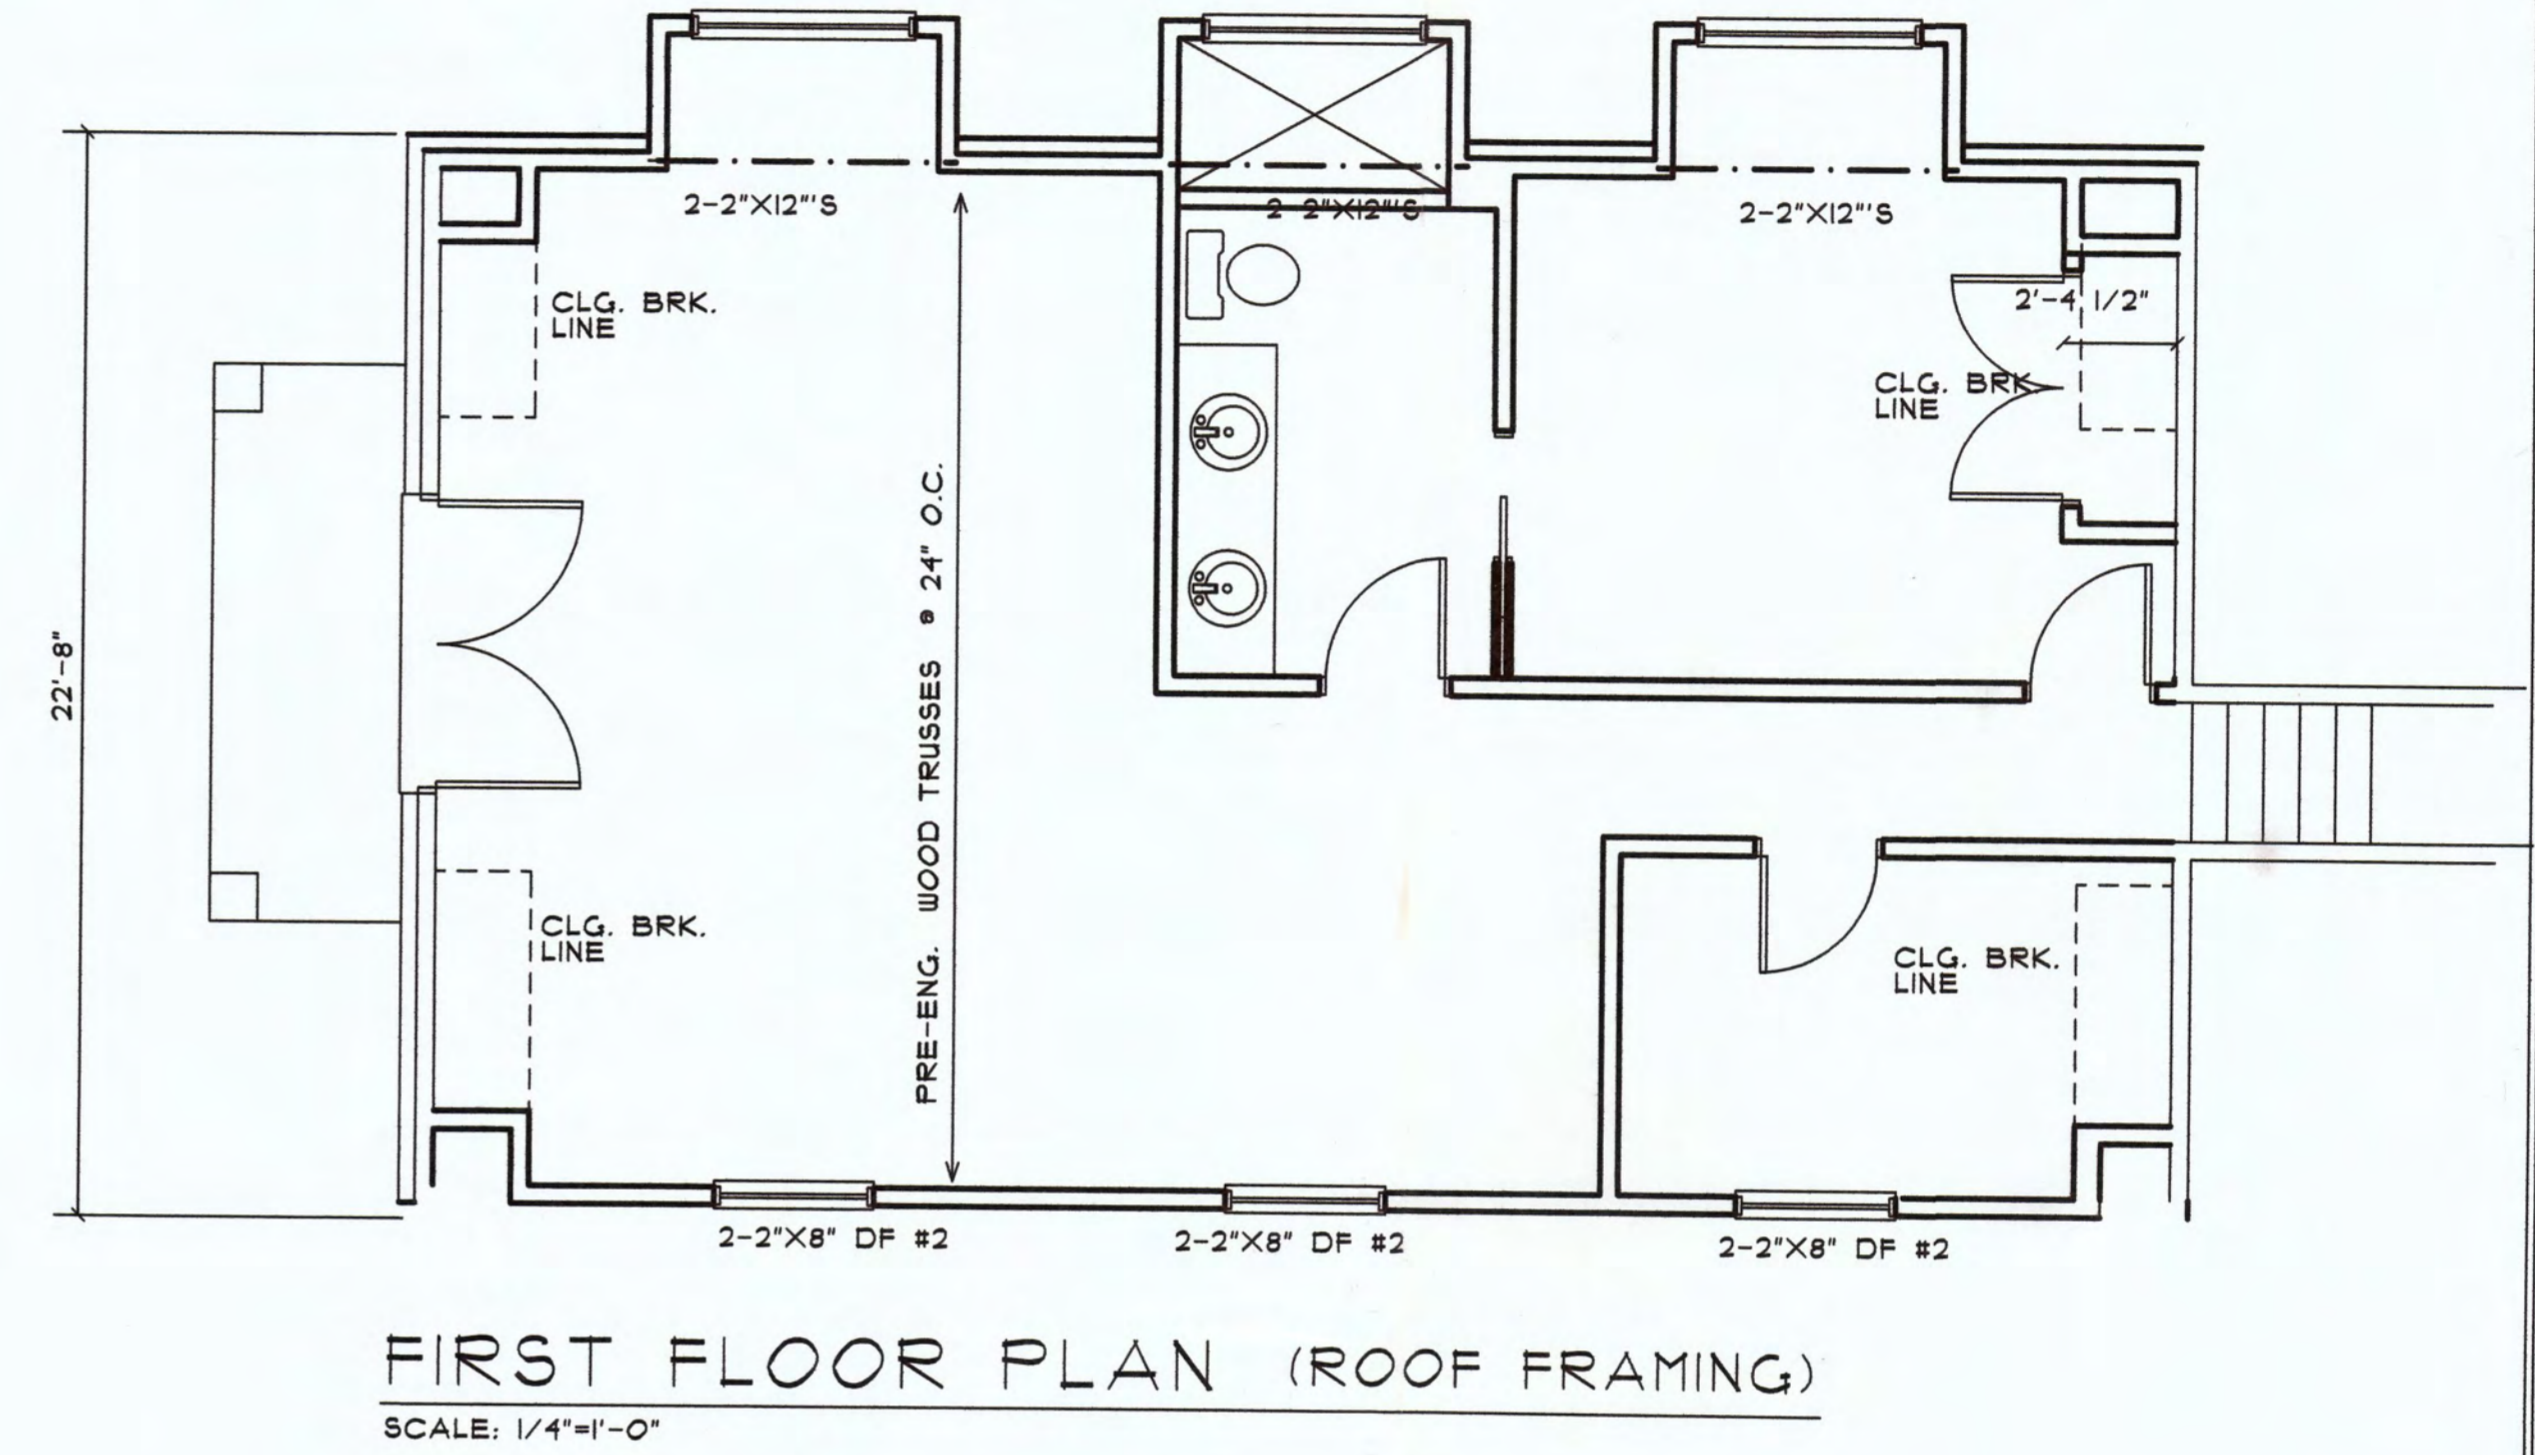 2-2"X12"'S
2-2"X12"'S
2-2"X12"'S
CLG. BRK.
LINE
2'-4 1/2"
CLG. BRK.
LINE
22'-8"
PRE-ENG. WOOD TRUSSES @ 24" O.C.
CLG. BRK.
LINE
CLG. BRK.
LINE
2-2"X8" DF #2
2-2"X8" DF #2
2-2"X8" DF #2
FIRST FLOOR PLAN (ROOF FRAMING)
SCALE: 1/4"=1'-0"